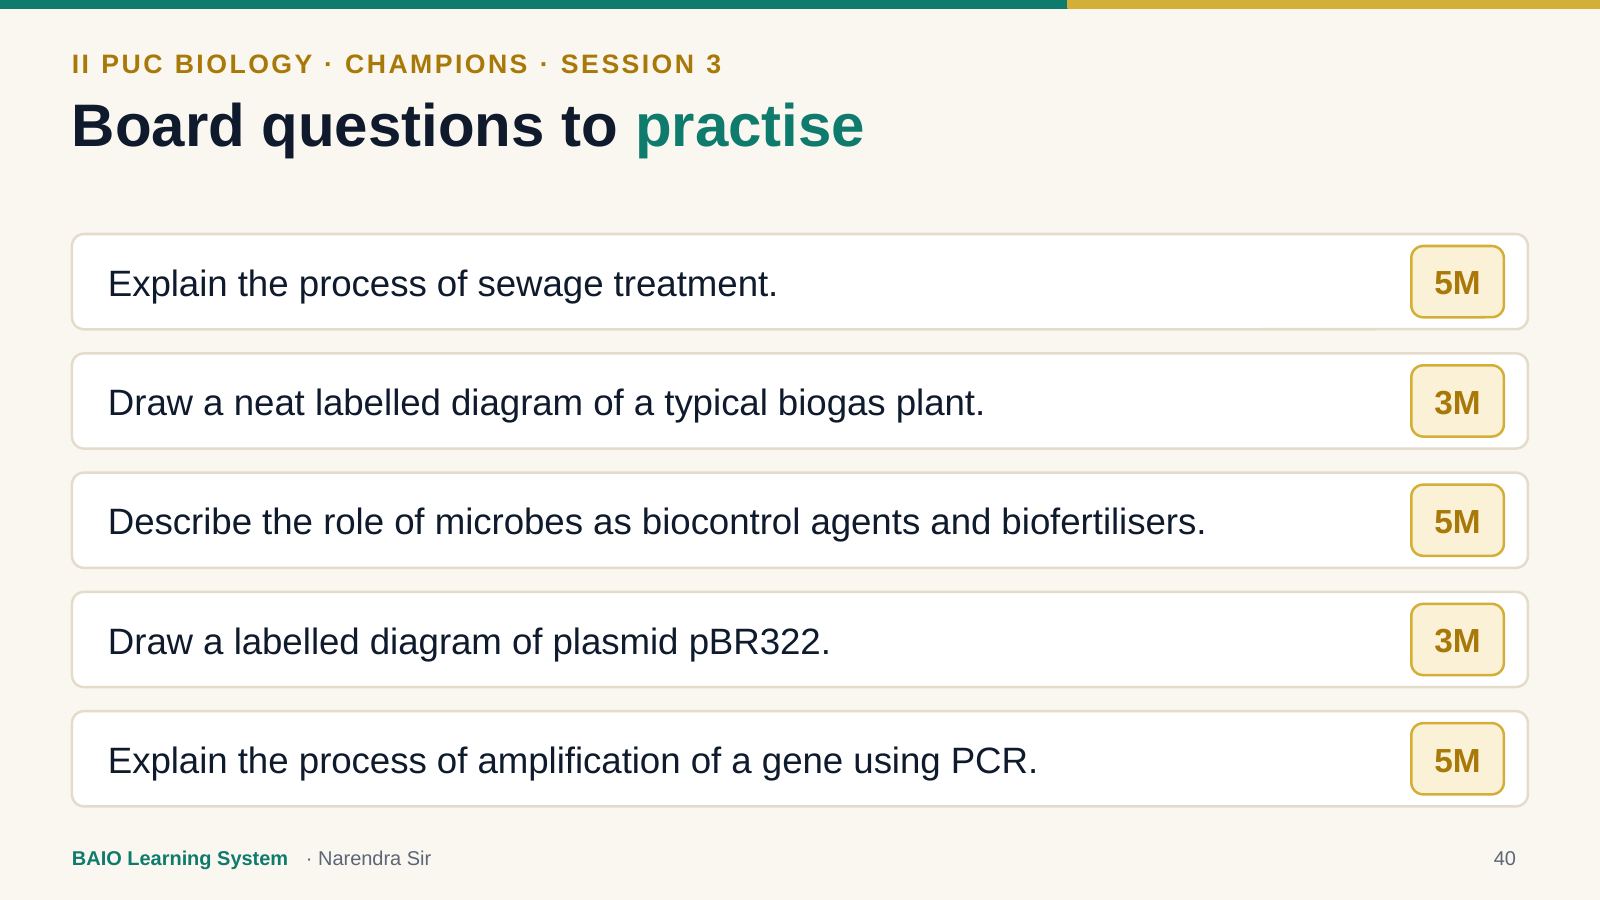 II PUC BIOLOGY · CHAMPIONS · SESSION 3
Board questions to practise
Explain the process of sewage treatment. 5M
Draw a neat labelled diagram of a typical biogas plant. 3M
Describe the role of microbes as biocontrol agents and biofertilisers. 5M
Draw a labelled diagram of plasmid pBR322. 3M
Explain the process of amplification of a gene using PCR. 5M
BAIO Learning System · Narendra Sir 40